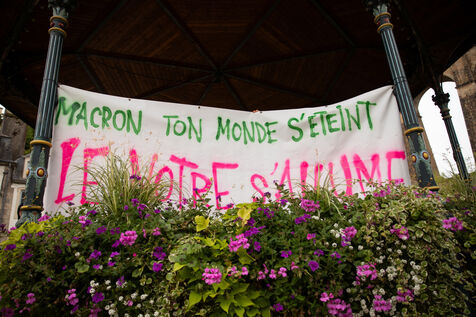 MACRON TON MONDE S'ÉTEINT
LE NOTRE S'ALLUME